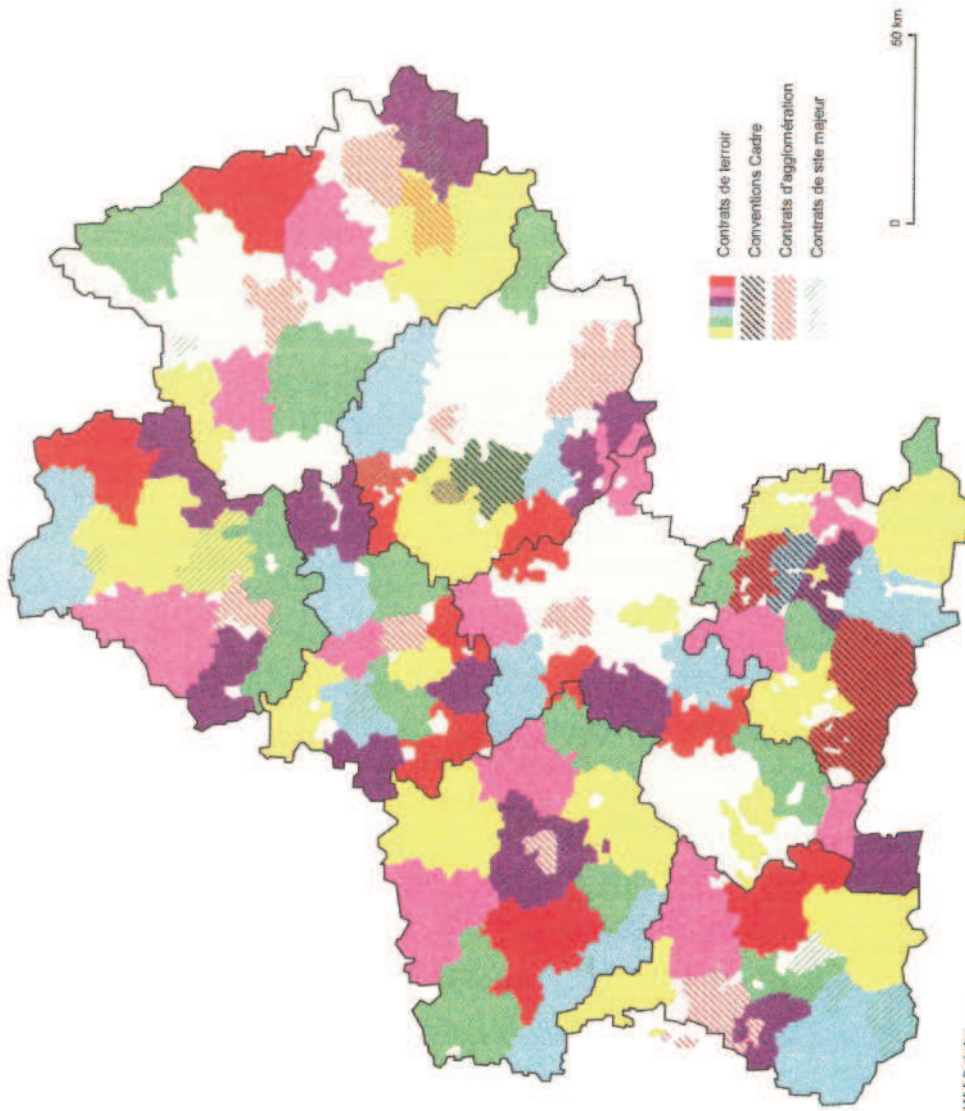 Contrats de terroir
Conventions Cadre
Contrats d'agglomération
Contrats de site majeur
0
50 km